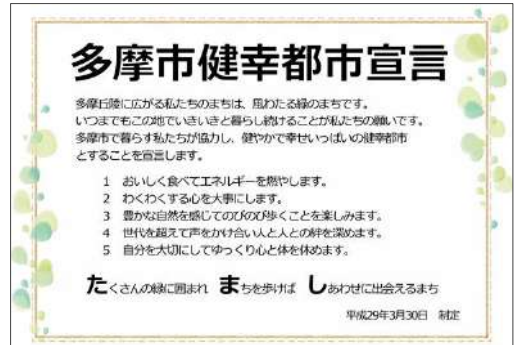 多摩市健幸都市宣言
多摩丘陵に広がる私たちのまちは、風わたる緑のまちです。
いつまでもこの地でいきいきと暮らし続けることが私たちの願いです。
多摩市で暮らす私たちが協力し、健やかで幸せいっぱいの健幸都市
とすることを宣言します。
1 おいしく食べてエネルギーを燃やします。
2 わくわくする心を大事にします。
3 豊かな自然を感じてのびのび歩くことを楽しみます。
4 世代を超えて声をかけ合い人と人との絆を深めます。
5 自分を大切にしてゆっくり心と体を休めます。
たくさんの緑に囲まれ まちを歩けば しあわせに出会えるまち
平成29年3月30日 制定